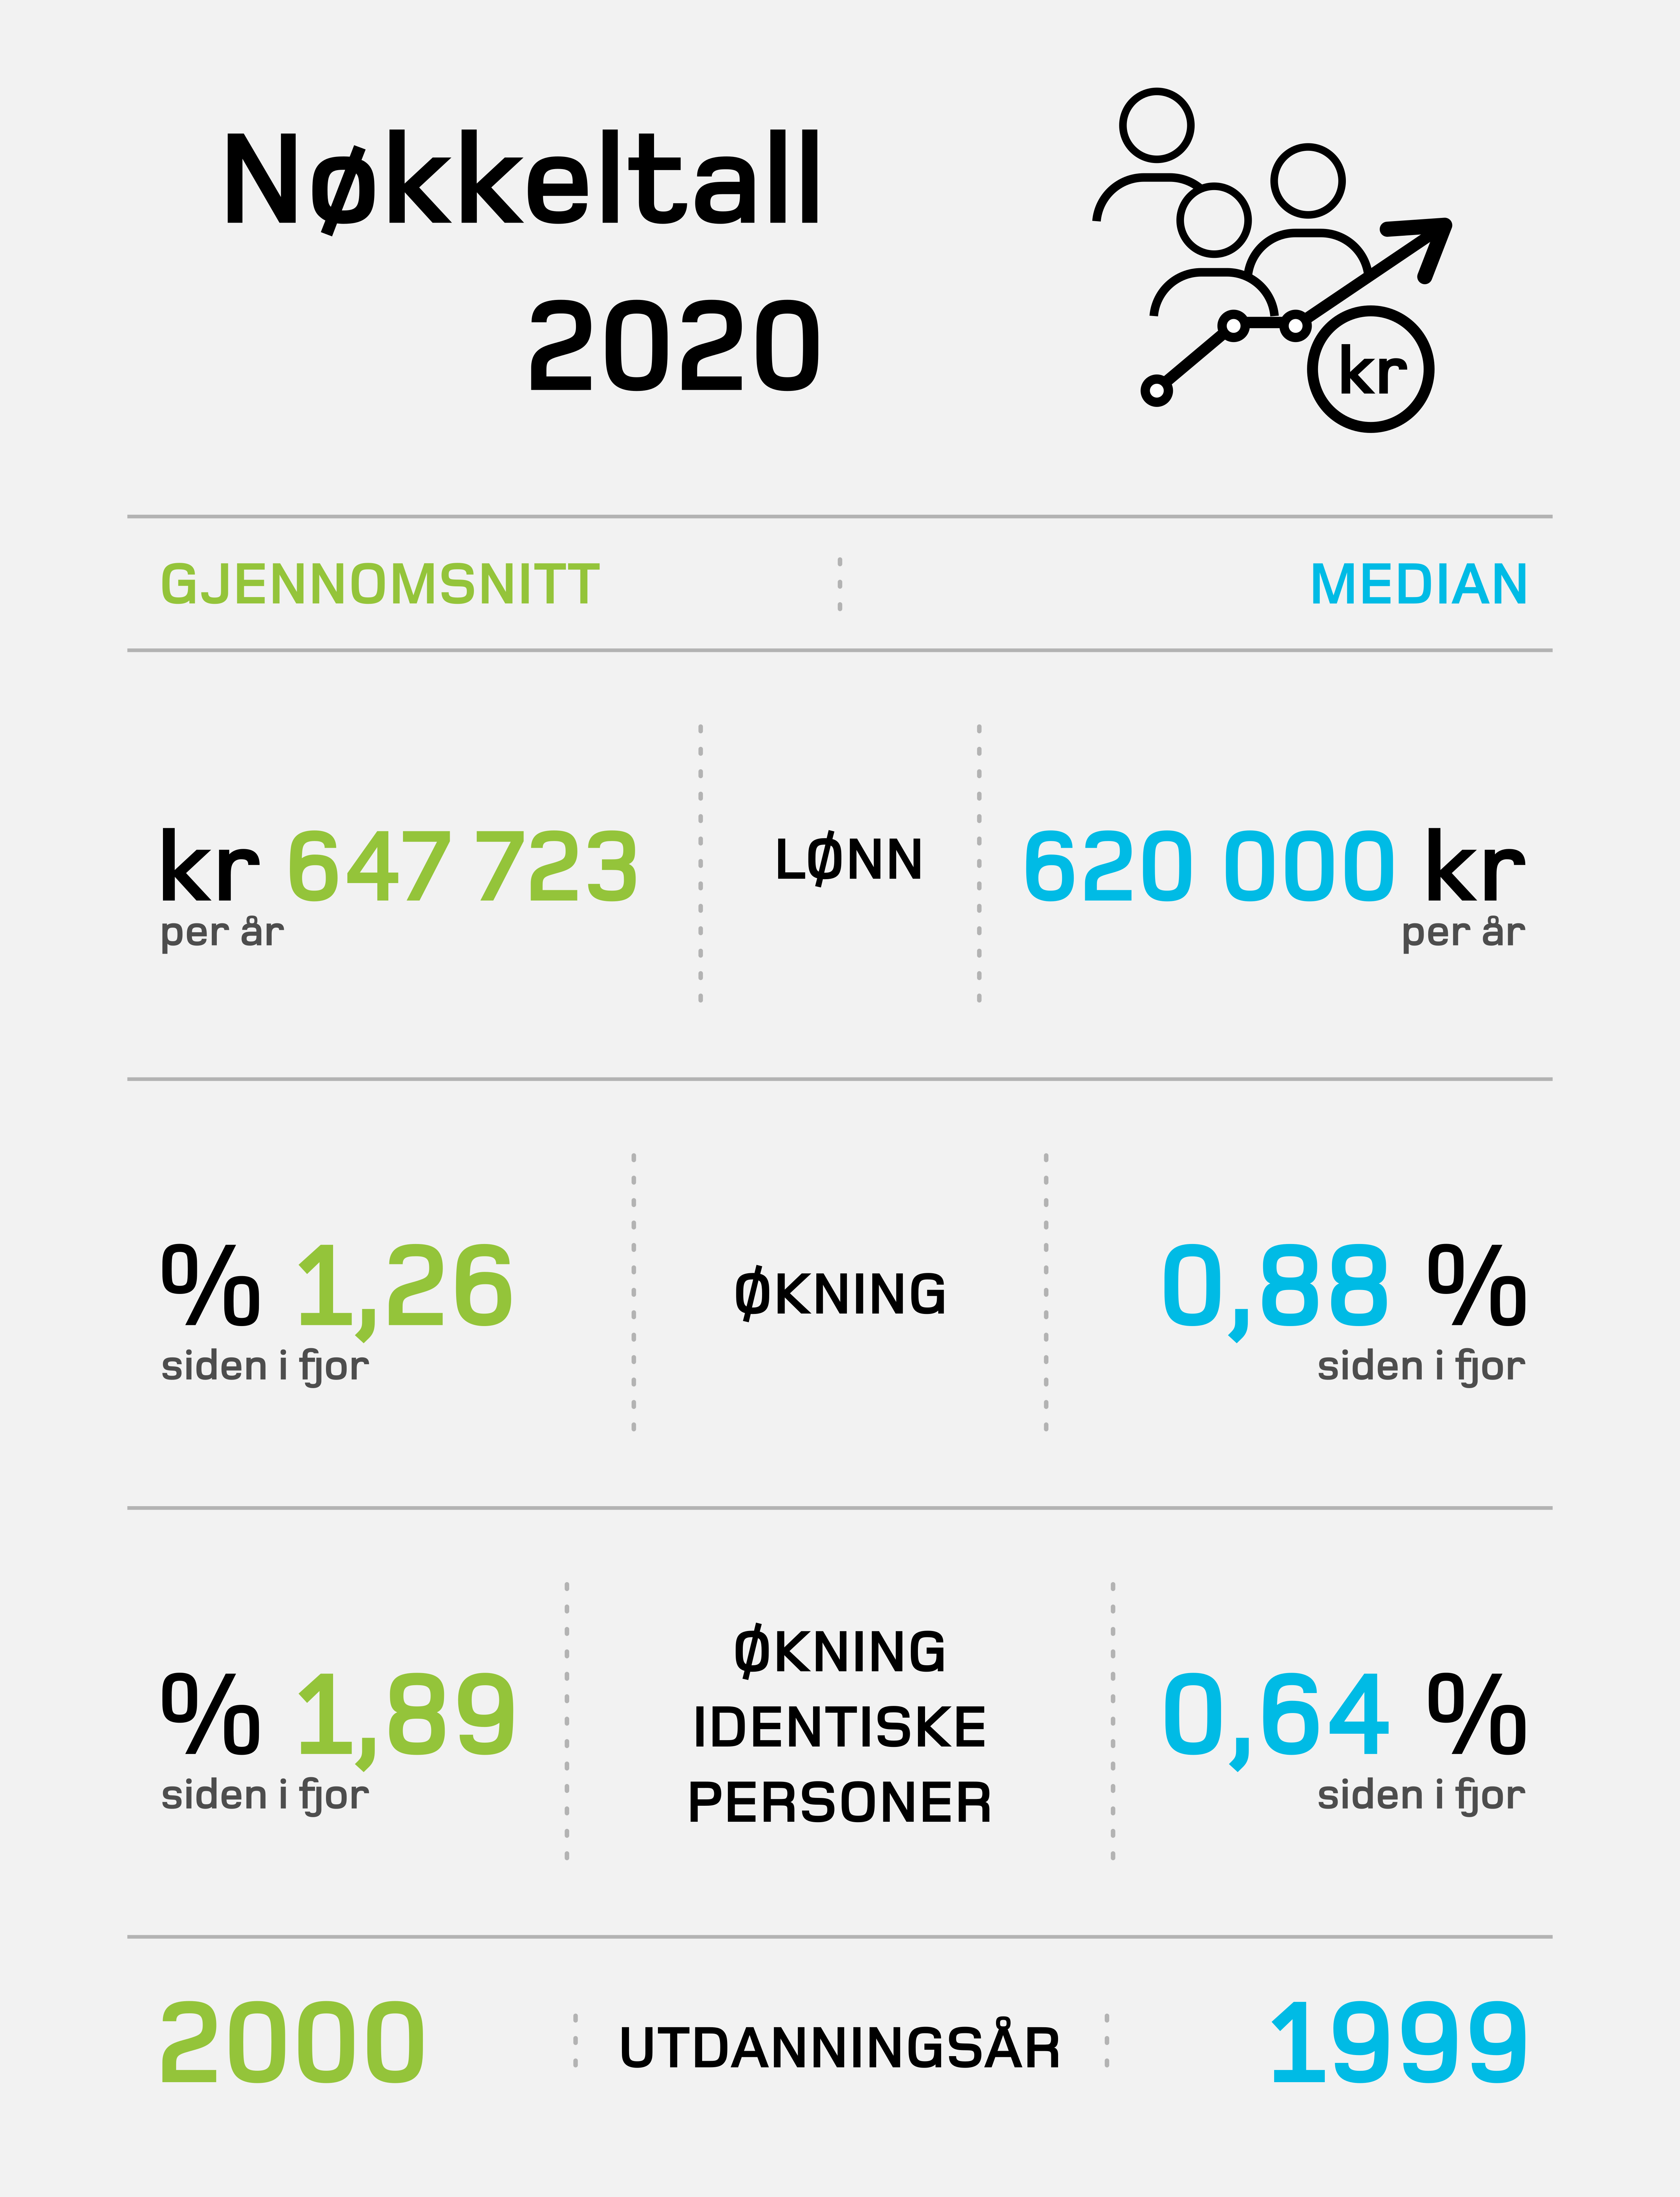 Nøkkeltall
2020
kr
GJENNOMSNITT
MEDIAN
kr 647 723
per år
LØNN
620 000 kr
per år
% 1,26
siden i fjor
ØKNING
0,88 %
siden i fjor
% 1,89
siden i fjor
ØKNING
IDENTISKE
PERSONER
0,64 %
siden i fjor
2000
UTDANNINGSÅR
1999